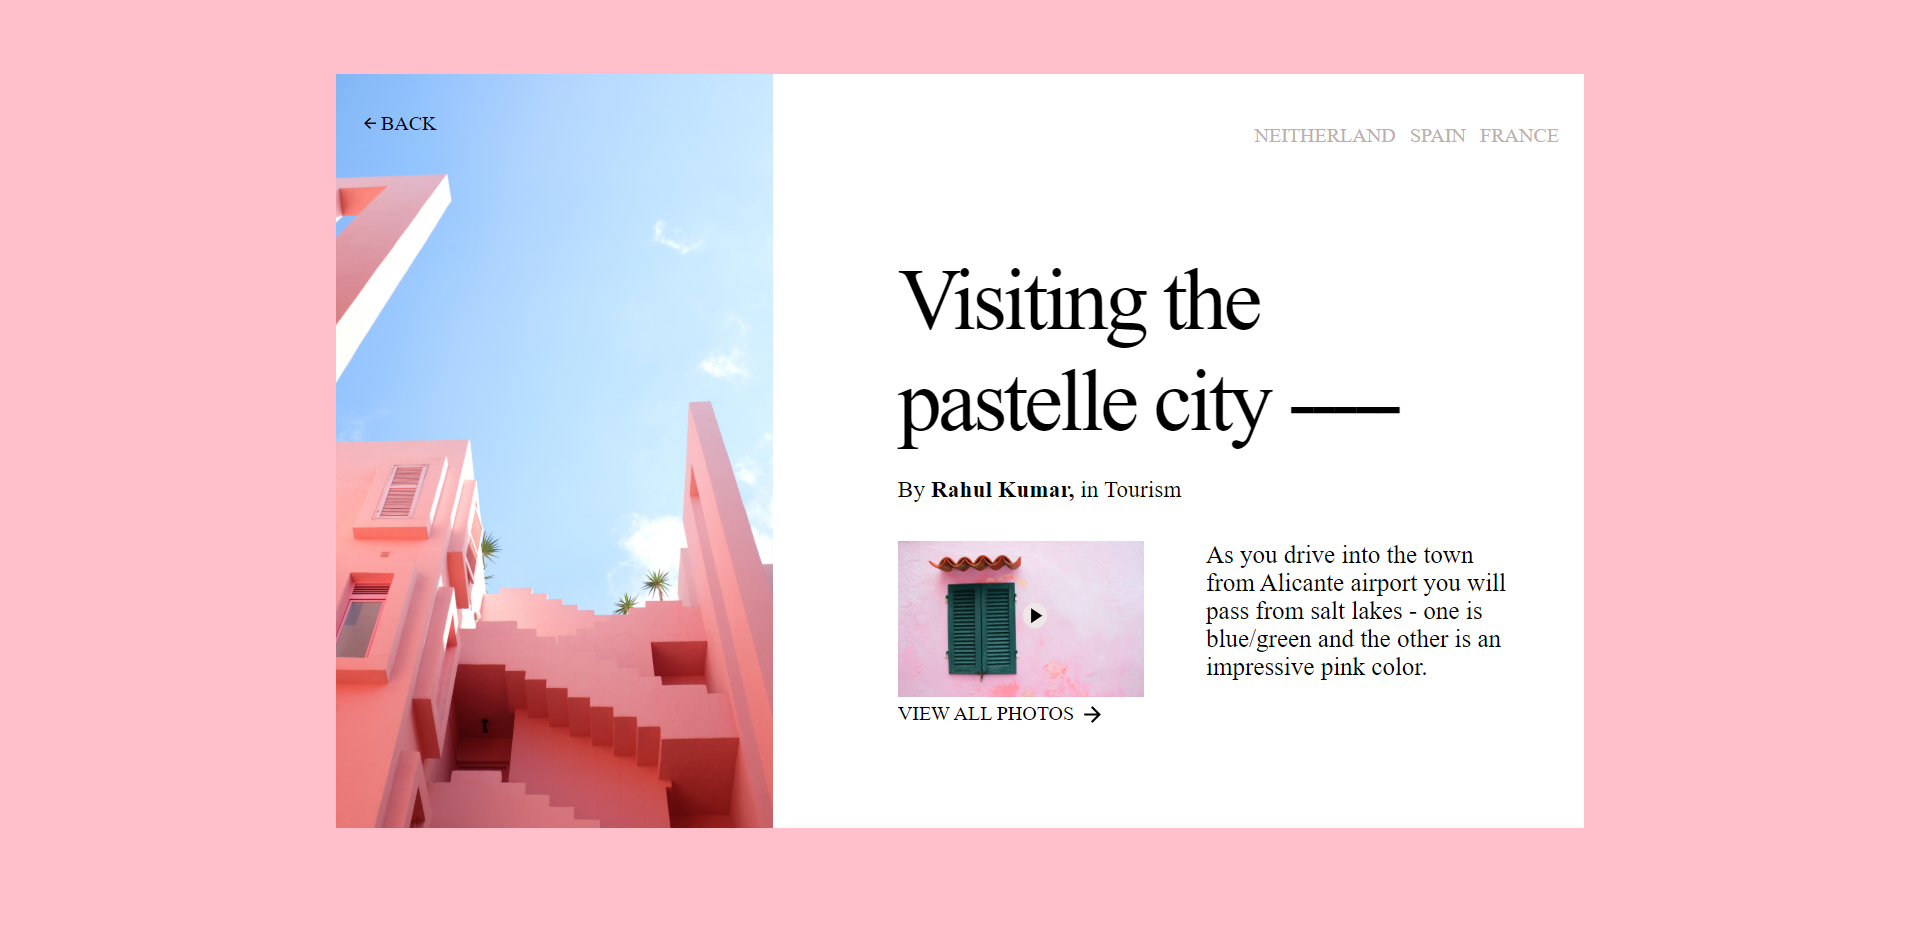 BACK
NEITHERLAND SPAIN FRANCE
Visiting the
pastelle city —
By Rahul Kumar, in Tourism
As you drive into the town
from Alicante airport you will
pass from salt lakes - one is
blue/green and the other is an
impressive pink color.
VIEW ALL PHOTOS